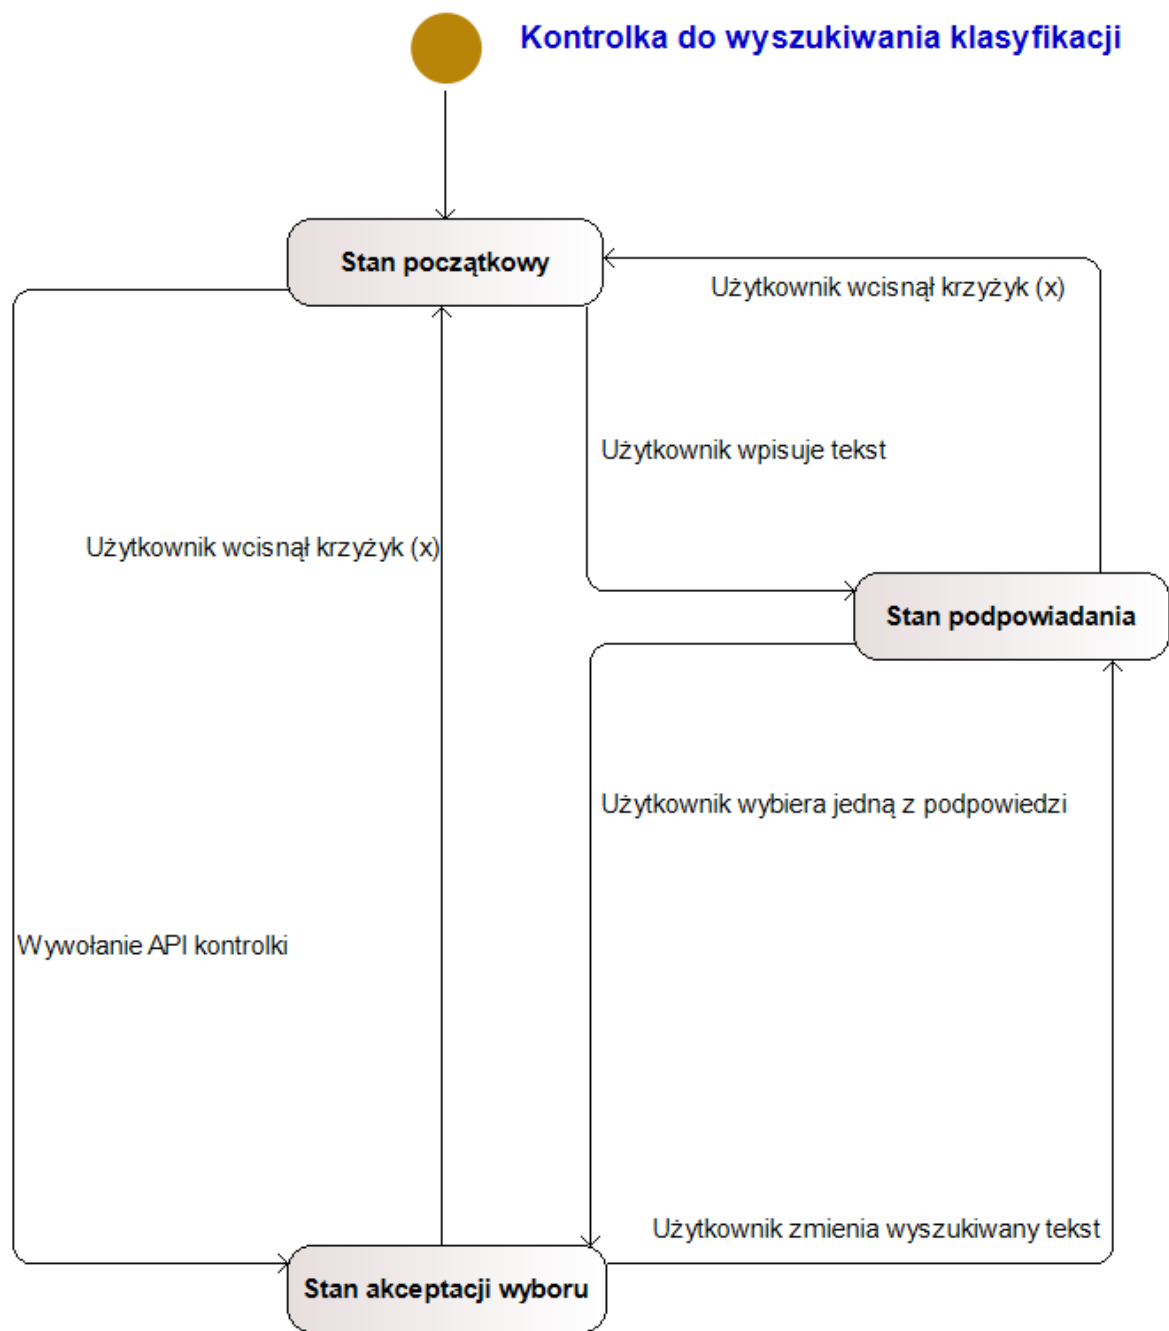 Kontrolka do wyszukiwania klasyfikacji
Stan początkowy
Użytkownik wcisnął krzyżyk (x)
Użytkownik wpisuje tekst
Użytkownik wcisnął krzyżyk (x)
Stan podpowiadania
Użytkownik wybiera jedną z podpowiedzi
Wywołanie API kontrolki
Użytkownik zmienia wyszukiwany tekst
Stan akceptacji wyboru